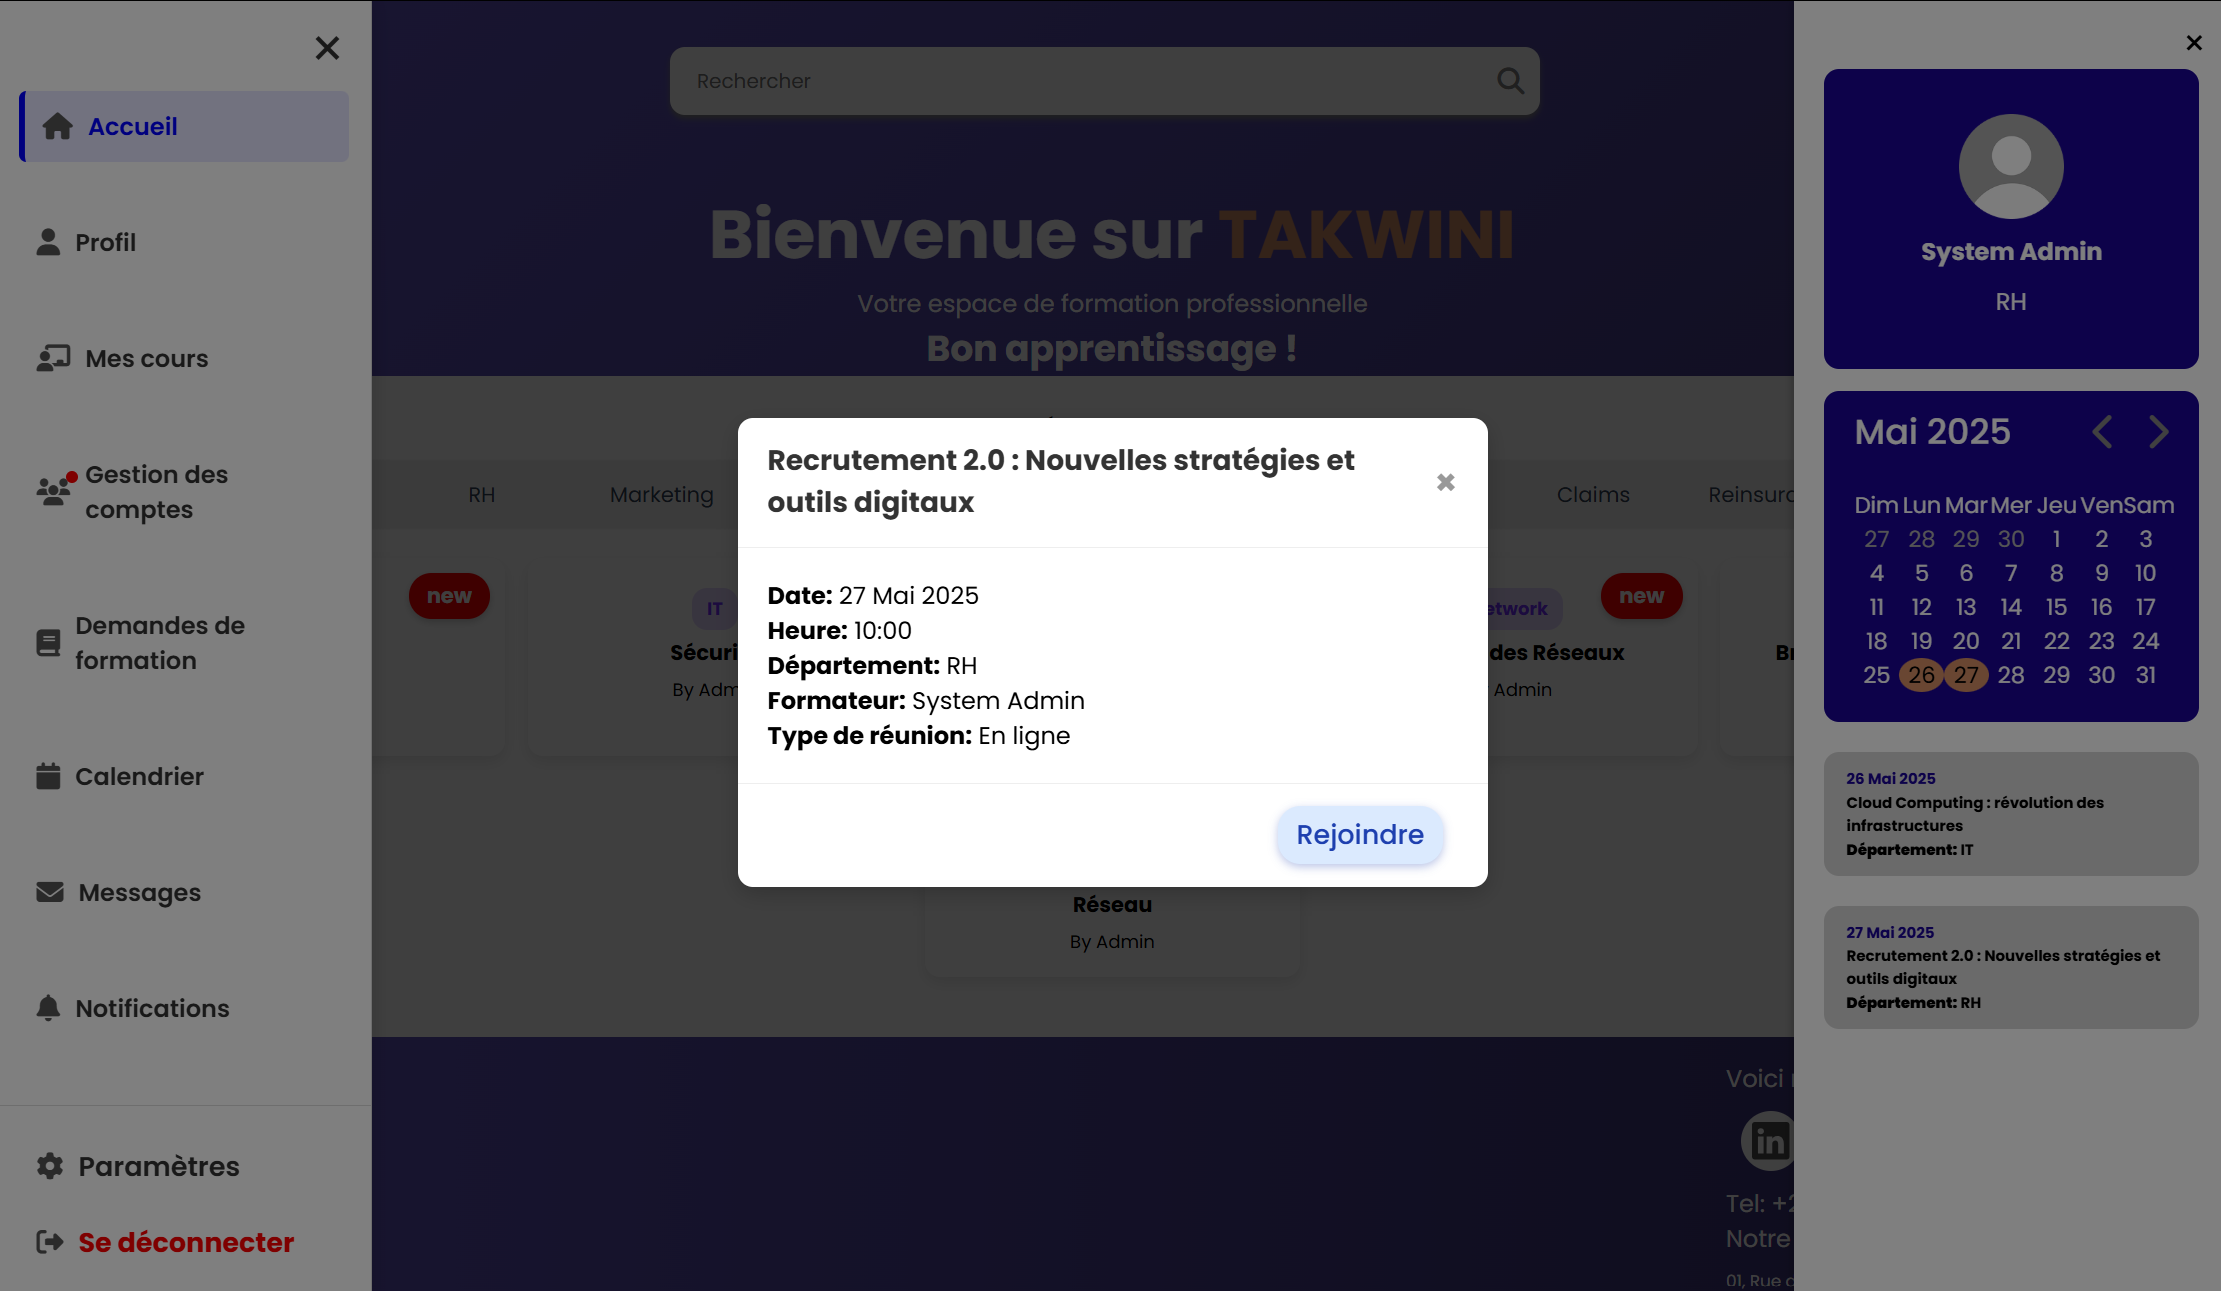 Accueil
Profil
Mes cours
Gestion des
comptes
Demandes de
formation
Calendrier
Messages
Notifications
Paramètres
Se déconnecter
Rechercher
Bienvenue sur TAKWINI
Votre espace de formation professionnelle
Bon apprentissage !
RH Marketing Claims
new
IT
new
des Réseaux
Admin
Réseau
By Admin
Recrutement 2.0 : Nouvelles stratégies et
outils digitaux
Date: 27 Mai 2025
Heure: 10:00
Département: RH
Formateur: System Admin
Type de réunion: En ligne
Rejoindre
Voici
in
Tel:
Notre
01, Rue
System Admin
RH
Mai 2025
Dim Lun Mar Mer Jeu Ven Sam
27 28 29 30 1 2 3
4 5 6 7 8 9 10
11 12 13 14 15 16 17
18 19 20 21 22 23 24
25 26 27 28 29 30 31
26 Mai 2025
Cloud Computing : révolution des
infrastructures
Département: IT
27 Mai 2025
Recrutement 2.0 : Nouvelles stratégies et
outils digitaux
Département: RH